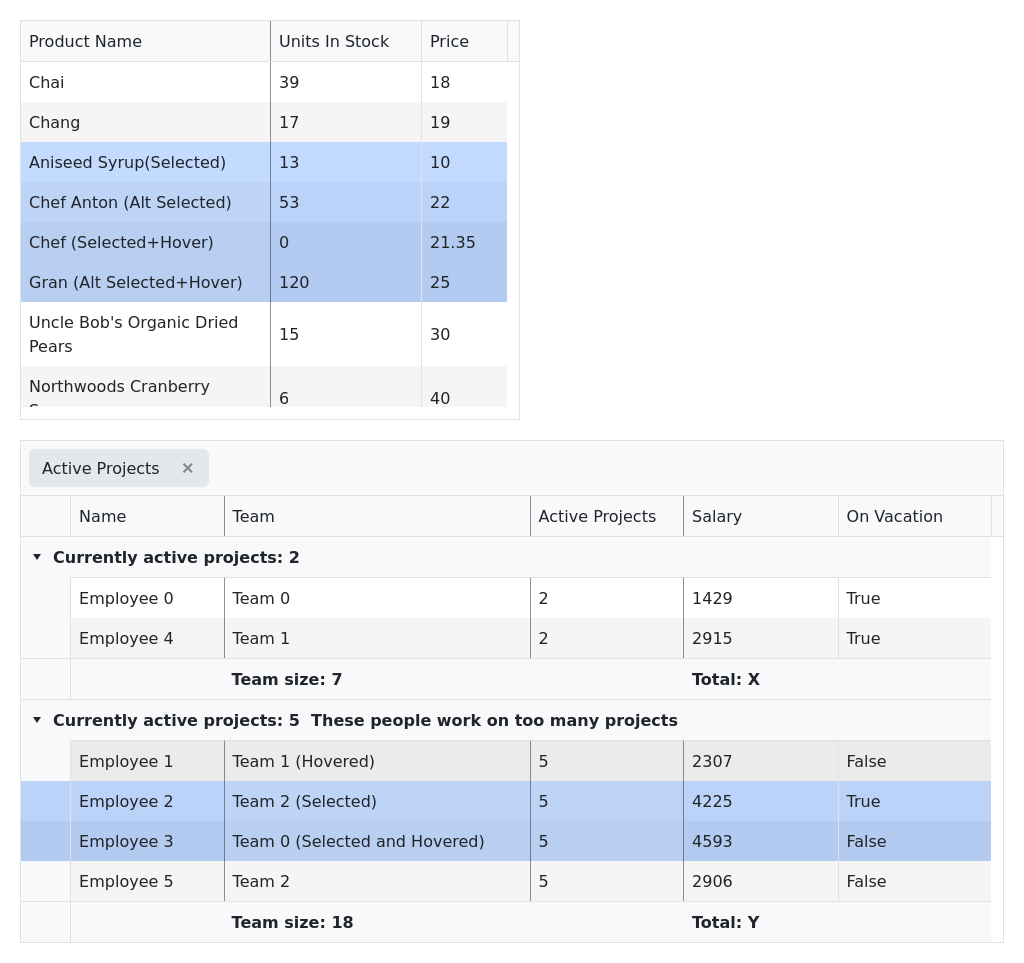 Product Name Units In Stock Price
Chai 39 18
Chang 17 19
Aniseed Syrup(Selected) 13 10
Chef Anton (Alt Selected) 53 22
Chef (Selected+Hover) 0 21.35
Gran (Alt Selected+Hover) 120 25
Uncle Bob's Organic Dried
Pears 15 30
Northwoods Cranberry
6 40
Active Projects ×
Name Team Active Projects Salary On Vacation
Currently active projects: 2
Employee 0 Team 0 2 1429 True
Employee 4 Team 1 2 2915 True
Team size: 7 Total: X
Currently active projects: 5 These people work on too many projects
Employee 1 Team 1 (Hovered) 5 2307 False
Employee 2 Team 2 (Selected) 5 4225 True
Employee 3 Team 0 (Selected and Hovered) 5 4593 False
Employee 5 Team 2 5 2906 False
Team size: 18 Total: Y